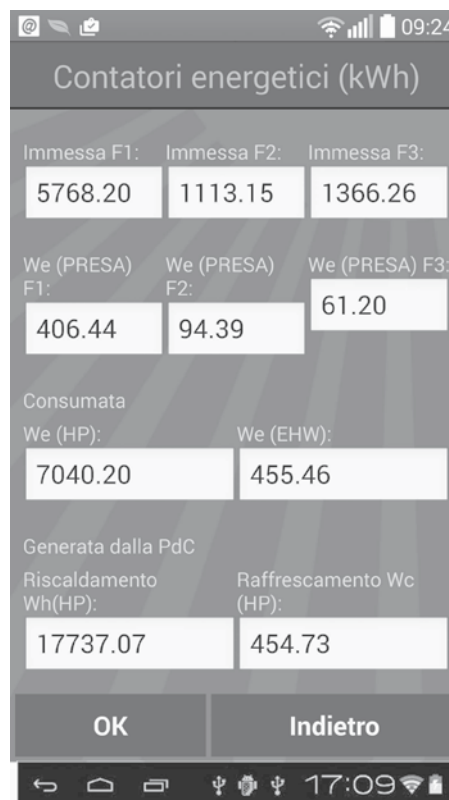 @ 09:24
Contatori energetici (kWh)
Immessa F1: Immessa F2: Immessa F3:
5768.20 1113.15 1366.26
We (PRESA) F1: We (PRESA) F2: We (PRESA) F3:
406.44 94.39 61.20
Consumata
We (HP): We (EHW):
7040.20 455.46
Generata dalla PdC
Riscaldamento Wh(HP): Raffrescamento Wc (HP):
17737.07 454.73
OK Indietro
17:09